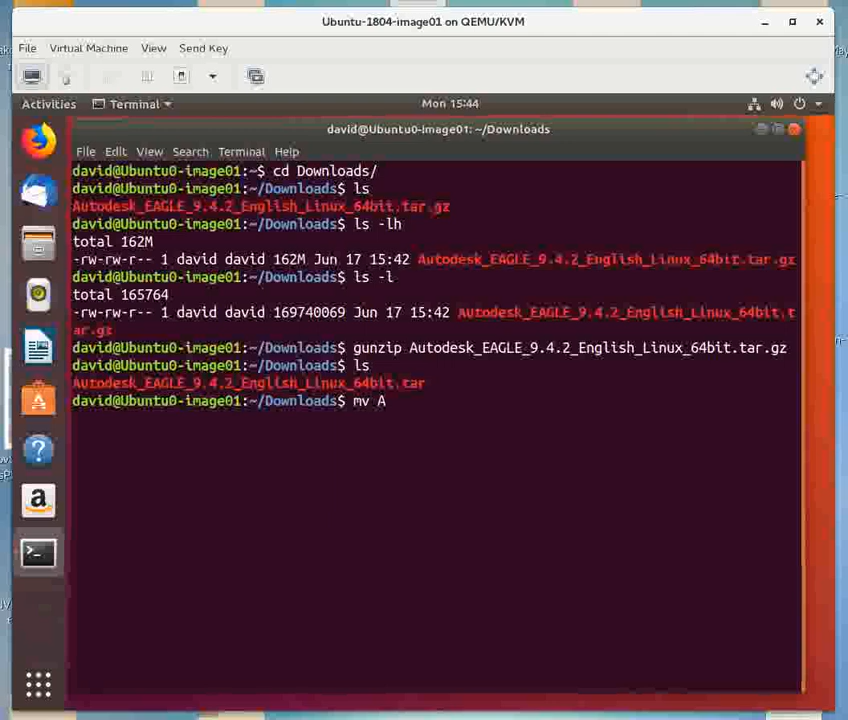 Ubuntu-1804-image01 on QEMU/KVM
File Virtual Machine View Send Key
Activities Terminal Mon 15:44
david@Ubuntu0-image01: ~/Downloads
File Edit View Search Terminal Help
david@Ubuntu0-image01:~$ cd Downloads/
david@Ubuntu0-image01:~/Downloads$ ls
Autodesk_EAGLE_9.4.2_English_Linux_64bit.tar.gz
david@Ubuntu0-image01:~/Downloads$ ls -lh
total 162M
-rw-rw-r-- 1 david david 162M Jun 17 15:42 Autodesk_EAGLE_9.4.2_English_Linux_64bit.tar.gz
david@Ubuntu0-image01:~/Downloads$ ls -l
total 165764
-rw-rw-r-- 1 david david 169740069 Jun 17 15:42 Autodesk_EAGLE_9.4.2_English_Linux_64bit.t
ar.gz
david@Ubuntu0-image01:~/Downloads$ gunzip Autodesk_EAGLE_9.4.2_English_Linux_64bit.tar.gz
david@Ubuntu0-image01:~/Downloads$ ls
Autodesk_EAGLE_9.4.2_English_Linux_64bit.tar
david@Ubuntu0-image01:~/Downloads$ mv A